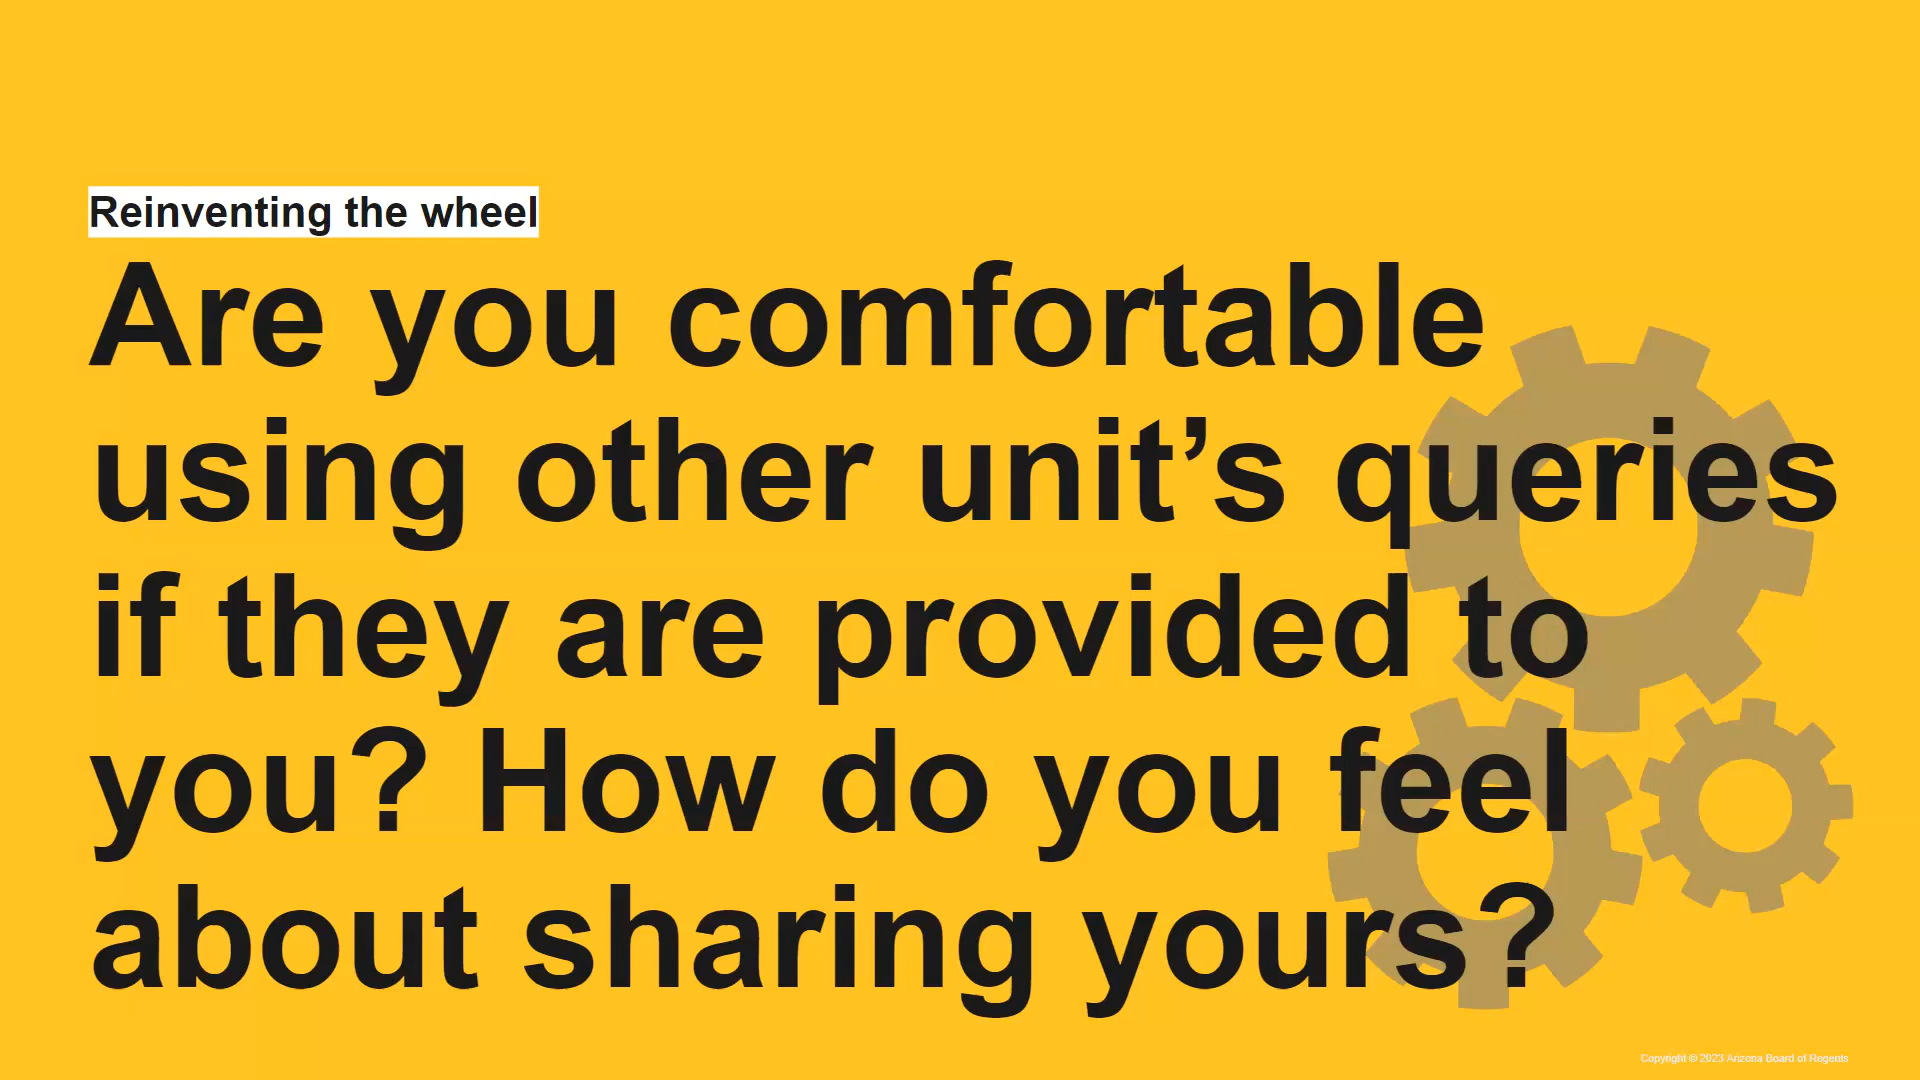 Reinventing the wheel
Are you comfortable
using other unit’s queries
if they are provided to
you? How do you feel
about sharing yours?
Copyright © 2023 Arizona Board of Regents